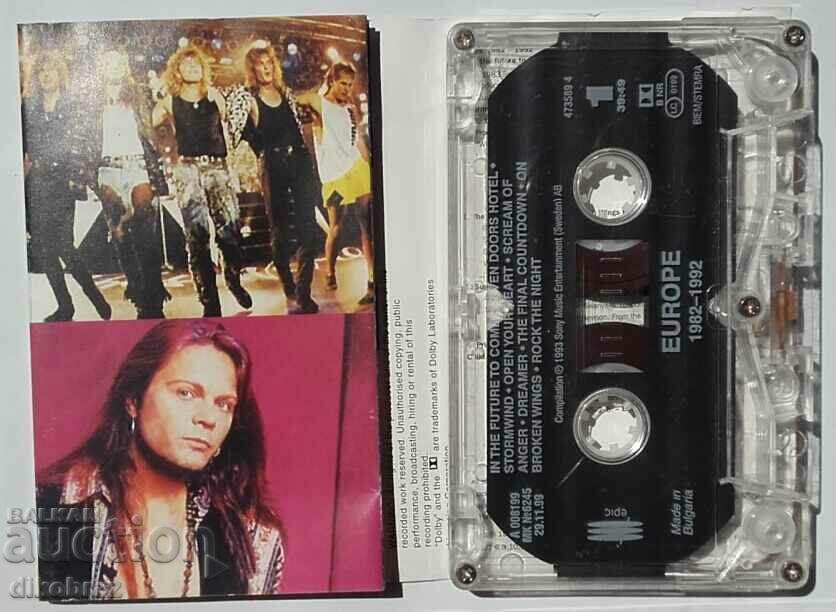 473589 4
1
39:49
B NR
LC 0199
BIEM/STEMRA
IN THE FUTURE TO COME • SEVEN DOORS HOTEL •
STORMWIND • OPEN YOUR HEART • SCREAM OF
ANGER • DREAMER • THE FINAL COUNTDOWN • ON
BROKEN WINGS • ROCK THE NIGHT
Compilation ℗ © 1993 Sony Music Entertainment (Sweden) AB
EUROPE
1982–1992
A 008199
MK №6245
29.11.99
epic
Made in
Bulgaria
recorded work reserved. Unauthorised copying, public
performance, broadcasting, hiring or rental of this
recording prohibited.
"Dolby" and the are trademarks of Dolby Laboratories
BALKAN
auction
dikobraz